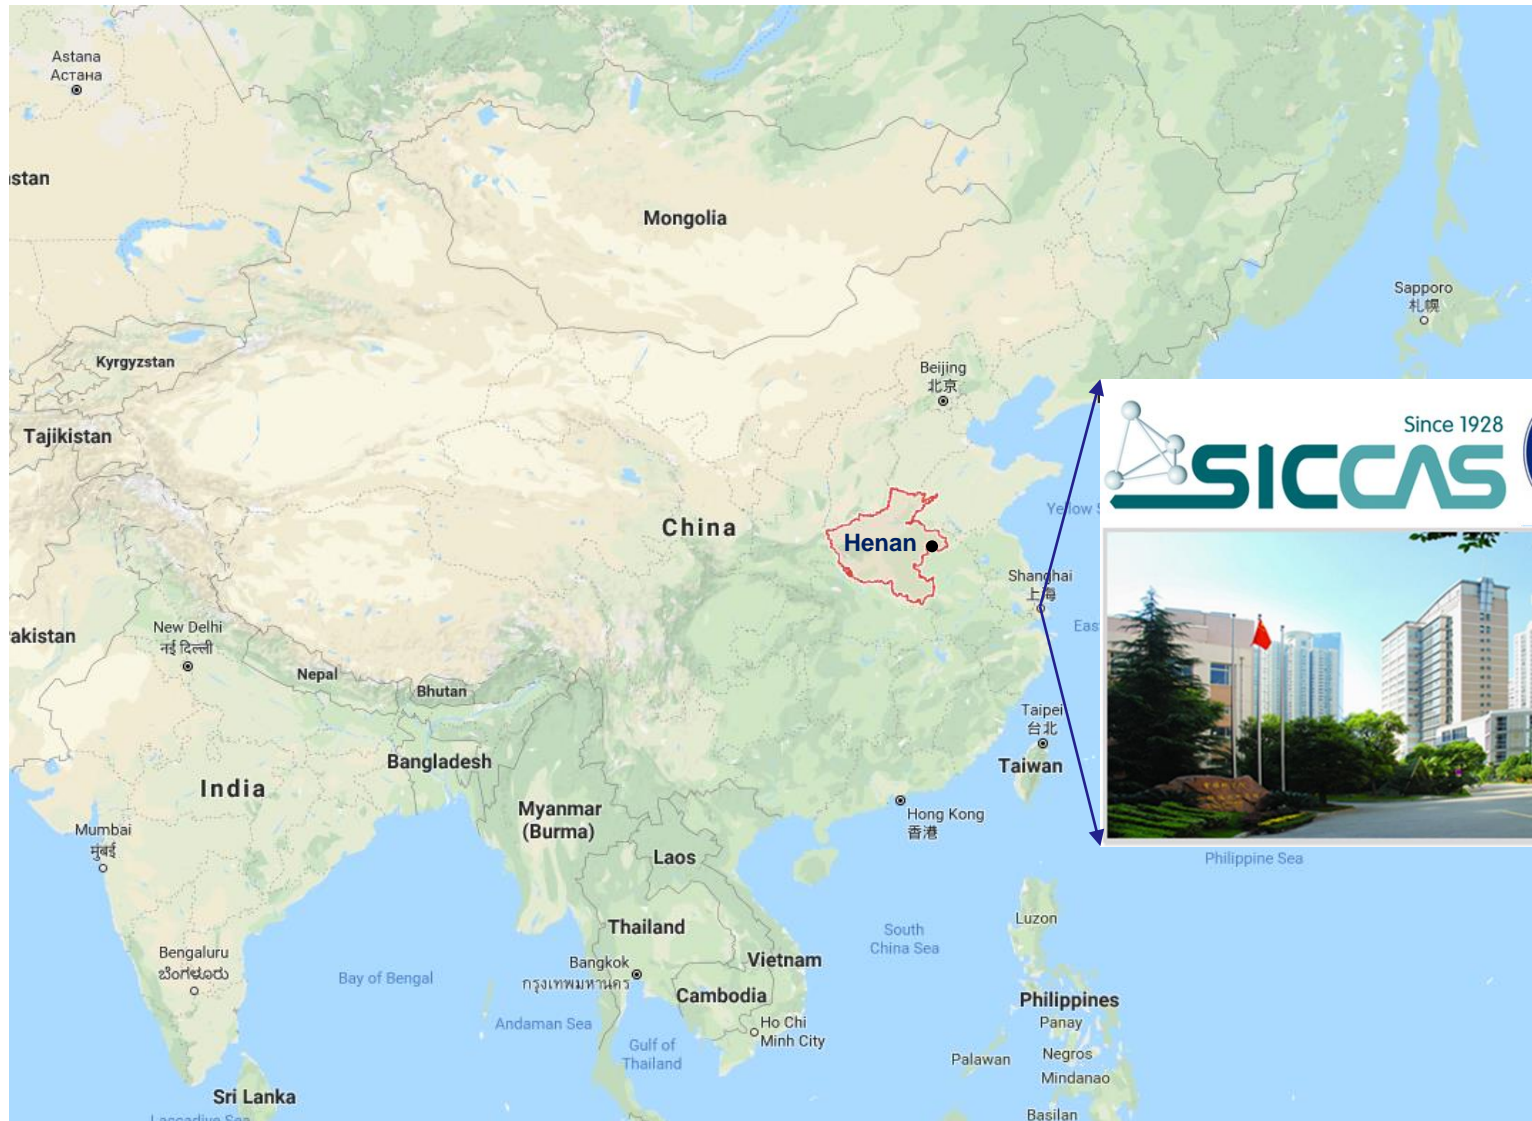 Astana
Астана
stan
Mongolia
Sapporo
札幌
Kyrgyzstan
Beijing
北京
Tajikistan
Since 1928
SICCAS
China
Yellow S
Henan
Shanghai
上海
East
akistan
New Delhi
नई दिल्ली
Nepal
Bhutan
Taipei
台北
Taiwan
Bangladesh
India
Myanmar
(Burma)
Hong Kong
香港
Mumbai
मुंबई
Laos
Philippine Sea
Thailand
Luzon
South
China Sea
Bengaluru
ಬೆಂಗಳೂರು
Bay of Bengal
Bangkok
กรุงเทพมหานคร
Vietnam
Cambodia
Philippines
Panay
Andaman Sea
Ho Chi
Minh City
Gulf of
Thailand
Palawan
Negros
Mindanao
Sri Lanka
Basilan
Laccadive Sea